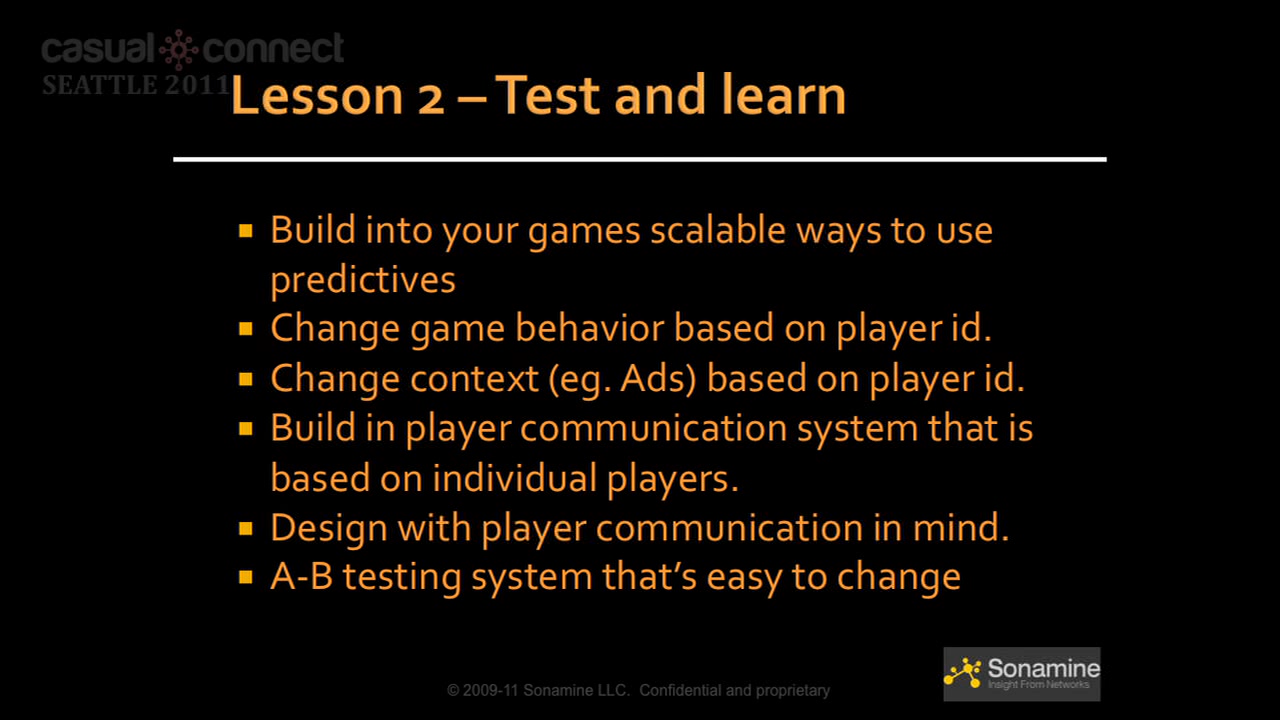 casual connect
SEATTLE 2011
Lesson 2 – Test and learn
Build into your games scalable ways to use
predictives
Change game behavior based on player id.
Change context (eg. Ads) based on player id.
Build in player communication system that is
based on individual players.
Design with player communication in mind.
A-B testing system that’s easy to change
Sonamine
Insight From Networks
© 2009-11 Sonamine LLC. Confidential and proprietary